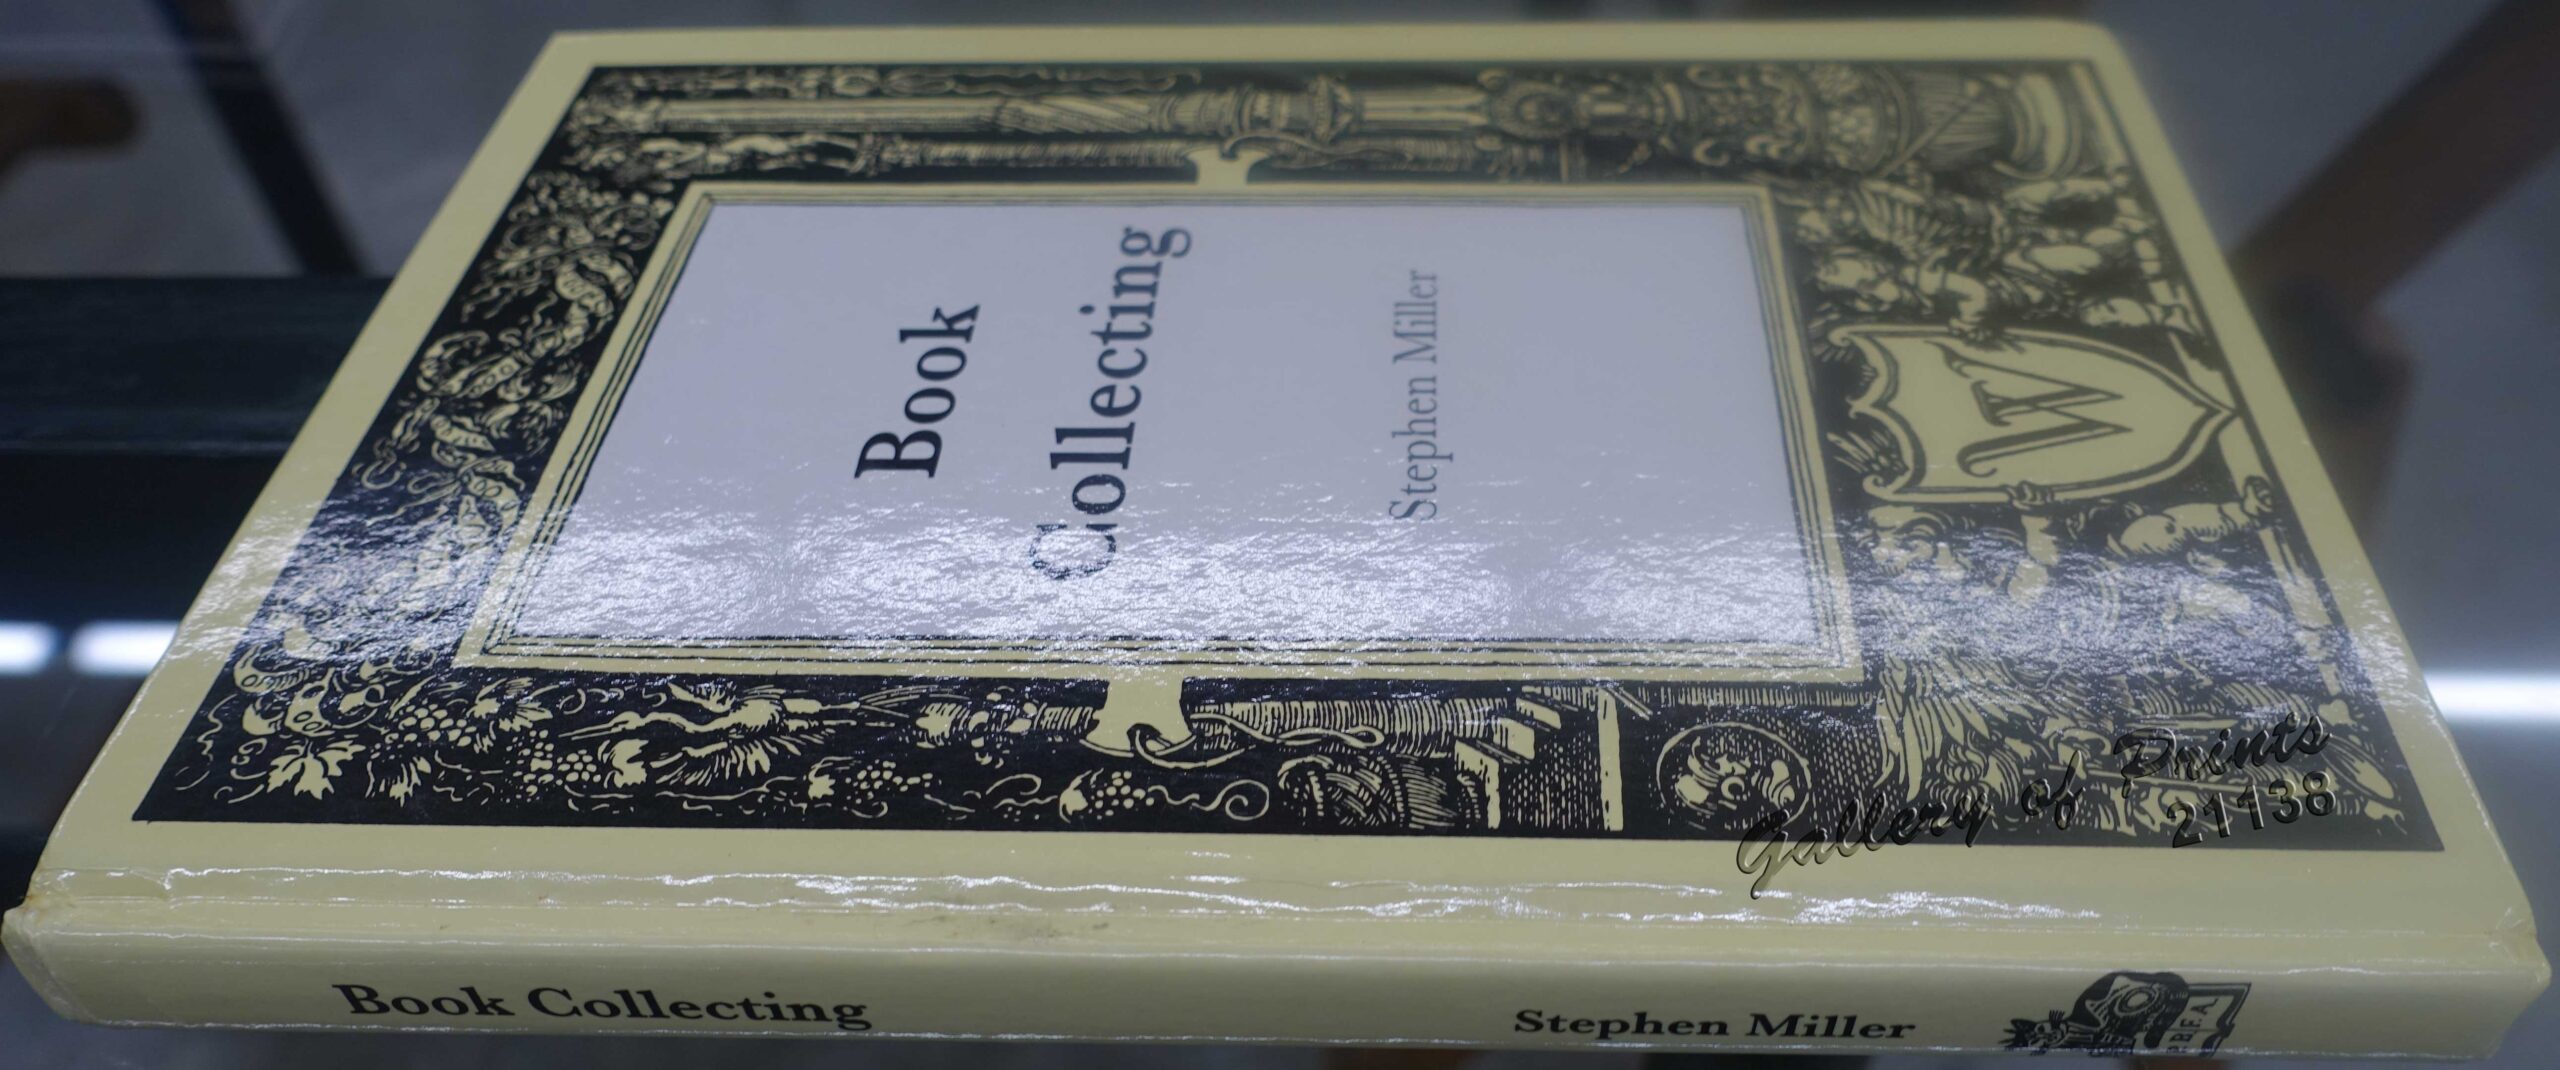 Book
Collecting
Stephen Miller
W
Gallery of Prints
21138
Book Collecting
Stephen Miller